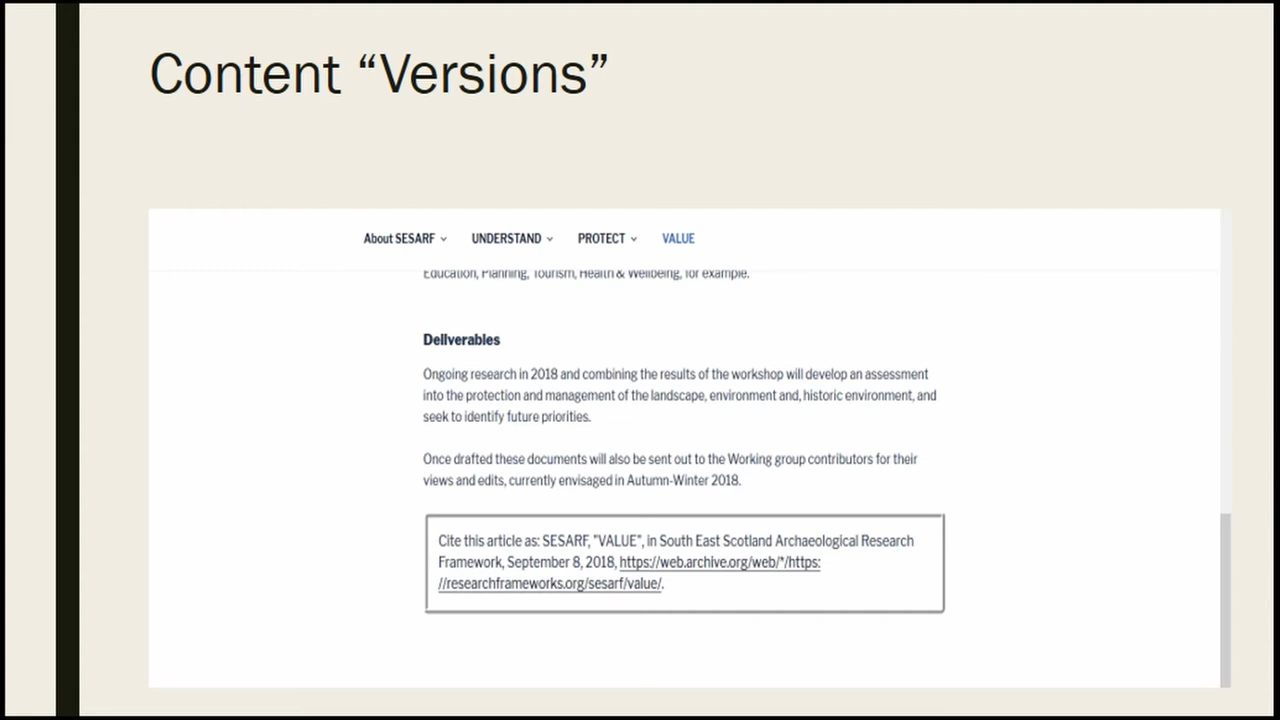 Content “Versions”
About SESARF UNDERSTAND PROTECT VALUE
Education, Planning, Tourism, Health & Wellbeing, for example.
Deliverables
Ongoing research in 2018 and combining the results of the workshop will develop an assessment
into the protection and management of the landscape, environment and, historic environment, and
seek to identify future priorities.
Once drafted these documents will also be sent out to the Working group contributors for their
views and edits, currently envisaged in Autumn-Winter 2018.
Cite this article as: SESARF, "VALUE", in South East Scotland Archaeological Research
Framework, September 8, 2018, https://web.archive.org/web/*/https:
//researchframeworks.org/sesarf/value/.